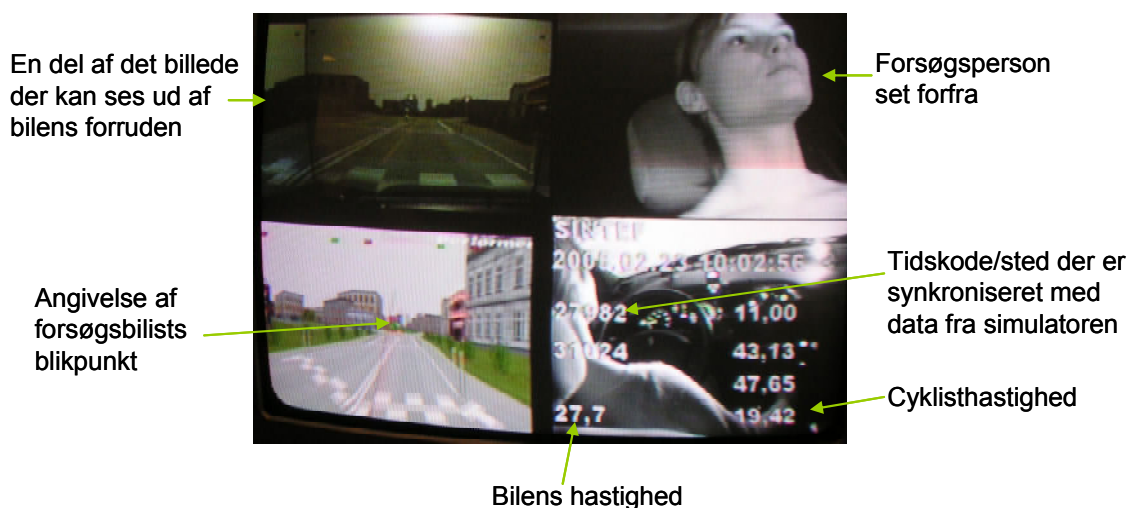 En del af det billede
der kan ses ud af
bilens forruden
Forsøgsperson
set forfra
Angivelse af
forsøgsbilists
blikpunkt
Tidskode/sted der er
synkroniseret med
data fra simulatoren
27982 11,00
43,13
47,65
27,7 19,42
Cyklisthastighed
Bilens hastighed